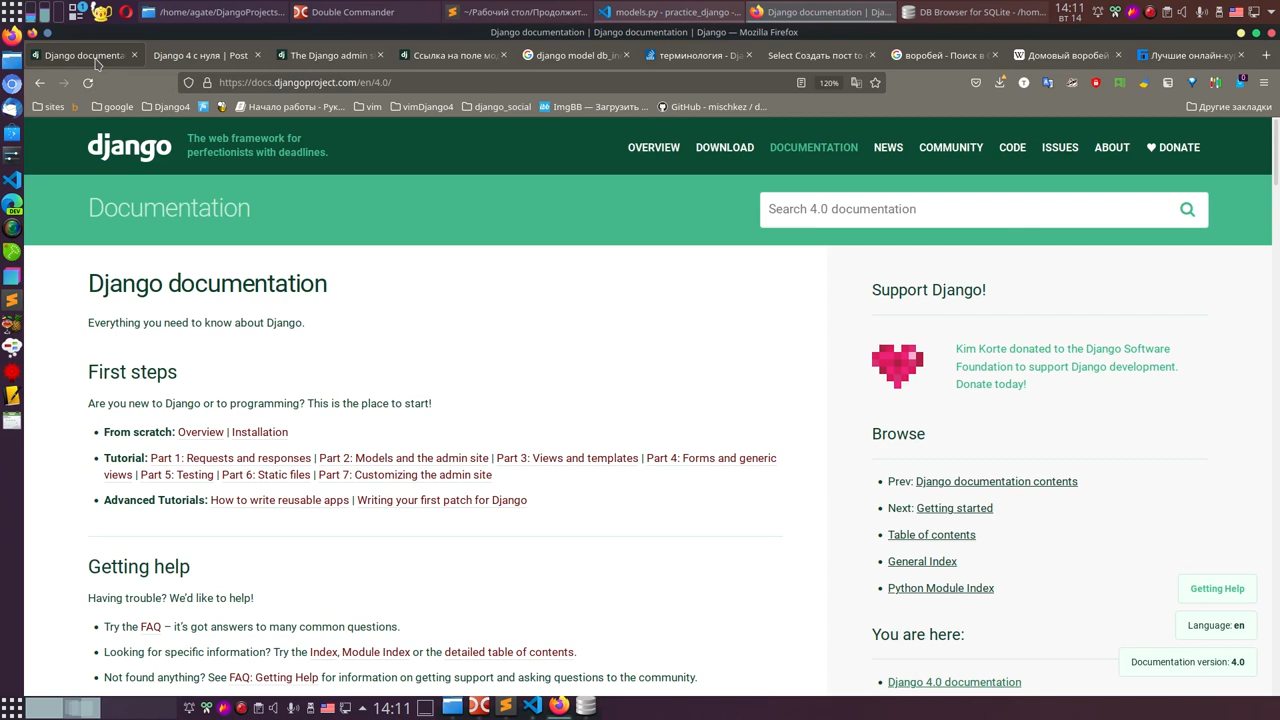 /home/agate/DjangoProjects...
Double Commander
~/Рабочий стол/Продолжит...
models.py - practice_django -...
Django documentation | Dja...
DB Browser for SQLite - /hom...
14:11
ВТ 14
Django documentation | Django documentation | Django — Mozilla Firefox
Django documenta
Django 4 с нуля | Post
The Django admin s
Ссылка на поле мо
django model db_in
терминология - Dja
Select Создать пост to c
воробей - Поиск в G
Домовый воробей
Лучшие онлайн-кур
https://docs.djangoproject.com/en/4.0/
120%
0
sites
b
google
Django4
Начало работы - Рук...
vim
vimDjango4
django_social
ImgBB — Загрузить ...
GitHub - mischkez / d...
Другие закладки
DEV
django
The web framework for
perfectionists with deadlines.
OVERVIEW
DOWNLOAD
DOCUMENTATION
NEWS
COMMUNITY
CODE
ISSUES
ABOUT
♥ DONATE
Documentation
Search 4.0 documentation
Django documentation
Everything you need to know about Django.
First steps
Are you new to Django or to programming? This is the place to start!
• From scratch: Overview | Installation
• Tutorial: Part 1: Requests and responses | Part 2: Models and the admin site | Part 3: Views and templates | Part 4: Forms and generic
views | Part 5: Testing | Part 6: Static files | Part 7: Customizing the admin site
• Advanced Tutorials: How to write reusable apps | Writing your first patch for Django
Getting help
Having trouble? We'd like to help!
• Try the FAQ – it's got answers to many common questions.
• Looking for specific information? Try the Index, Module Index or the detailed table of contents.
• Not found anything? See FAQ: Getting Help for information on getting support and asking questions to the community.
Support Django!
Kim Korte donated to the Django Software
Foundation to support Django development.
Donate today!
Browse
• Prev: Django documentation contents
• Next: Getting started
• Table of contents
• General Index
• Python Module Index
You are here:
• Django 4.0 documentation
Getting Help
Language: en
Documentation version: 4.0
14:11